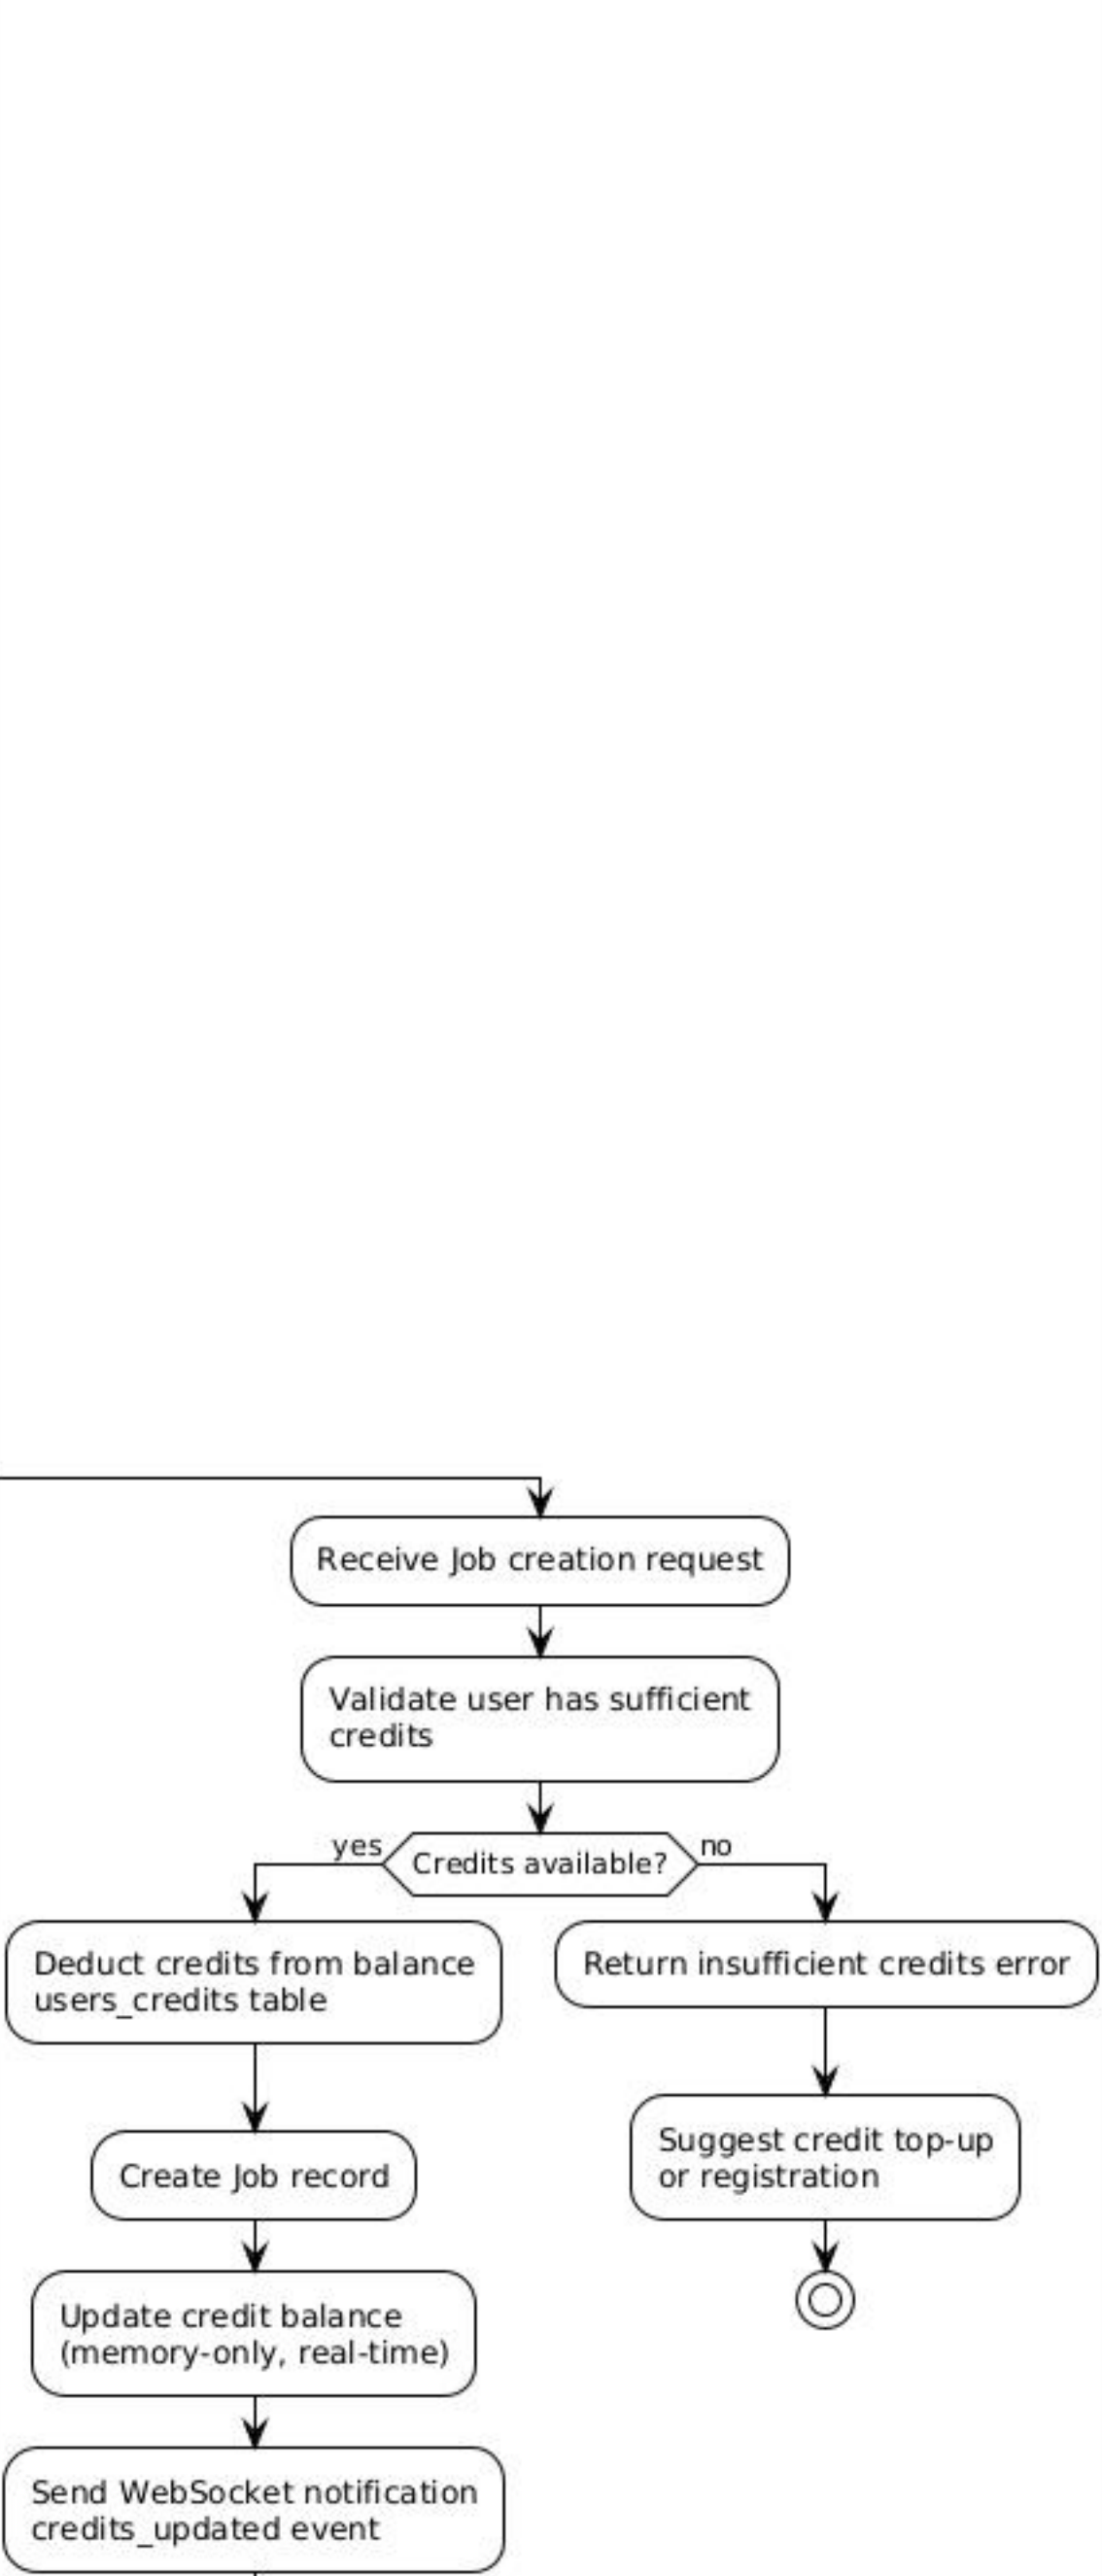 Receive Job creation request
Validate user has sufficient
credits
yes
Credits available?
no
Deduct credits from balance
users_credits table
Return insufficient credits error
Create Job record
Suggest credit top-up
or registration
Update credit balance
(memory-only, real-time)
Send WebSocket notification
credits_updated event